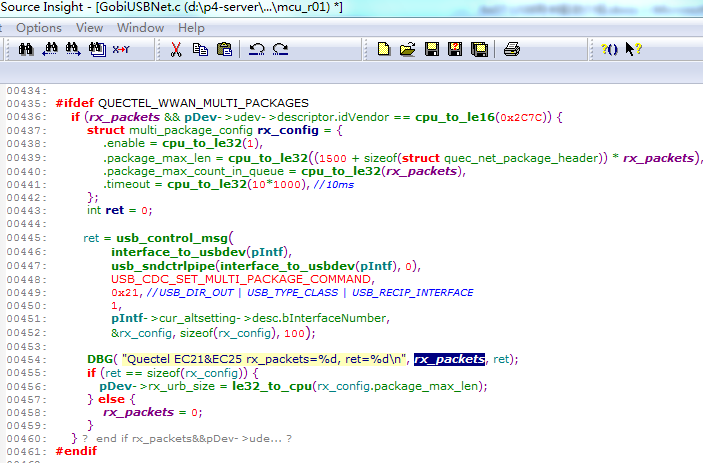 Source Insight - [GobiUSBNet.c (d:\p4-server\...\mcu_r01) *]
Options View Window Help
00434:
00435: #ifdef QUECTEL_WWAN_MULTI_PACKAGES
00436: if (rx_packets && pDev->udev->descriptor.idVendor == cpu_to_le16(0x2C7C)) {
00437: struct multi_package_config rx_config = {
00438: .enable = cpu_to_le32(1),
00439: .package_max_len = cpu_to_le32((1500 + sizeof(struct quec_net_package_header)) * rx_packets),
00440: .package_max_count_in_queue = cpu_to_le32(rx_packets),
00441: .timeout = cpu_to_le32(10*1000), //10ms
00442: };
00443: int ret = 0;
00444:
00445: ret = usb_control_msg(
00446: interface_to_usbdev(pIntf),
00447: usb_sndctrlpipe(interface_to_usbdev(pIntf), 0),
00448: USB_CDC_SET_MULTI_PACKAGE_COMMAND,
00449: 0x21, //USB_DIR_OUT | USB_TYPE_CLASS | USB_RECIP_INTERFACE
00450: 1,
00451: pIntf->cur_altsetting->desc.bInterfaceNumber,
00452: &rx_config, sizeof(rx_config), 100);
00453:
00454: DBG( "Quectel EC21&EC25 rx_packets=%d, ret=%d\n", rx_packets, ret);
00455: if (ret == sizeof(rx_config)) {
00456: pDev->rx_urb_size = le32_to_cpu(rx_config.package_max_len);
00457: } else {
00458: rx_packets = 0;
00459: }
00460: } ? end if rx_packets&&pDev->ude... ?
00461: #endif